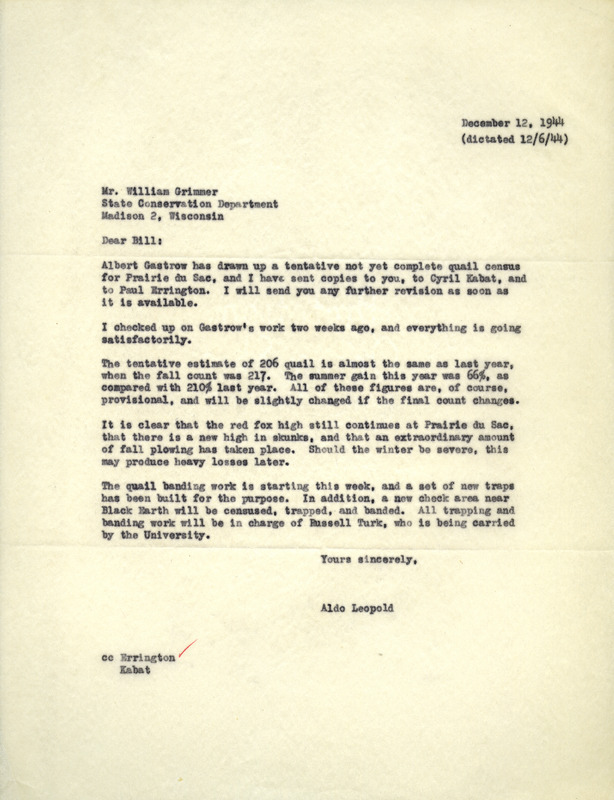 December 12, 1944
(dictated 12/6/44)
Mr. William Grimmer
State Conservation Department
Madison 2, Wisconsin
Dear Bill:
Albert Gastrow has drawn up a tentative not yet complete quail census
for Prairie du Sac, and I have sent copies to you, to Cyril Kabat, and
to Paul Errington.  I will send you any further revision as soon as
it is available.
I checked up on Gastrow's work two weeks ago, and everything is going
satisfactorily.
The tentative estimate of 206 quail is almost the same as last year,
when the fall count was 217.  The summer gain this year was 66%, as
compared with 210% last year.  All of these figures are, of course,
provisional, and will be slightly changed if the final count changes.
It is clear that the red fox high still continues at Prairie du Sac,
that there is a new high in skunks, and that an extraordinary amount
of fall plowing has taken place.  Should the winter be severe, this
may produce heavy losses later.
The quail banding work is starting this week, and a set of new traps
has been built for the purpose.  In addition, a new check area near
Black Earth will be censused, trapped, and banded.  All trapping and
banding work will be in charge of Russell Turk, who is being carried
by the University.
Yours sincerely,
Aldo Leopold
cc Errington
Kabat